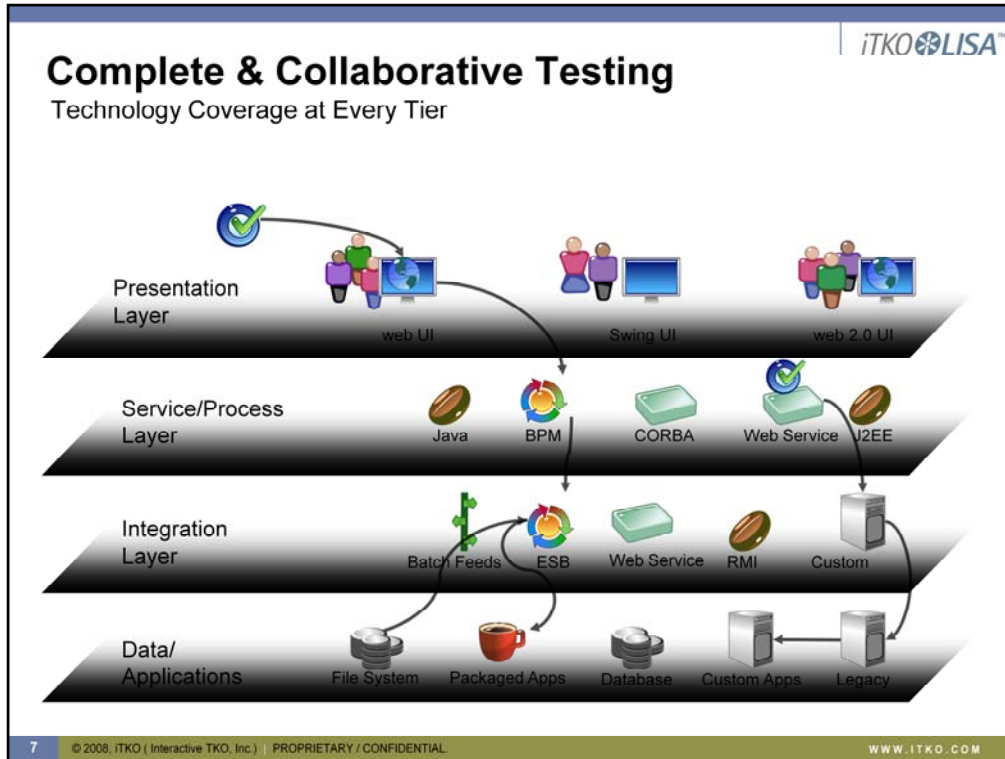 iTKO LISA™
Complete & Collaborative Testing
Technology Coverage at Every Tier
Presentation
Layer
web UI
Swing UI
web 2.0 UI
Service/Process
Layer
Java
BPM
CORBA
Web Service
J2EE
Integration
Layer
Batch Feeds
ESB
Web Service
RMI
Custom
Data/
Applications
File System
Packaged Apps
Database
Custom Apps
Legacy
7
© 2008, iTKO ( Interactive TKO, Inc.) | PROPRIETARY / CONFIDENTIAL.
WWW.ITKO.COM